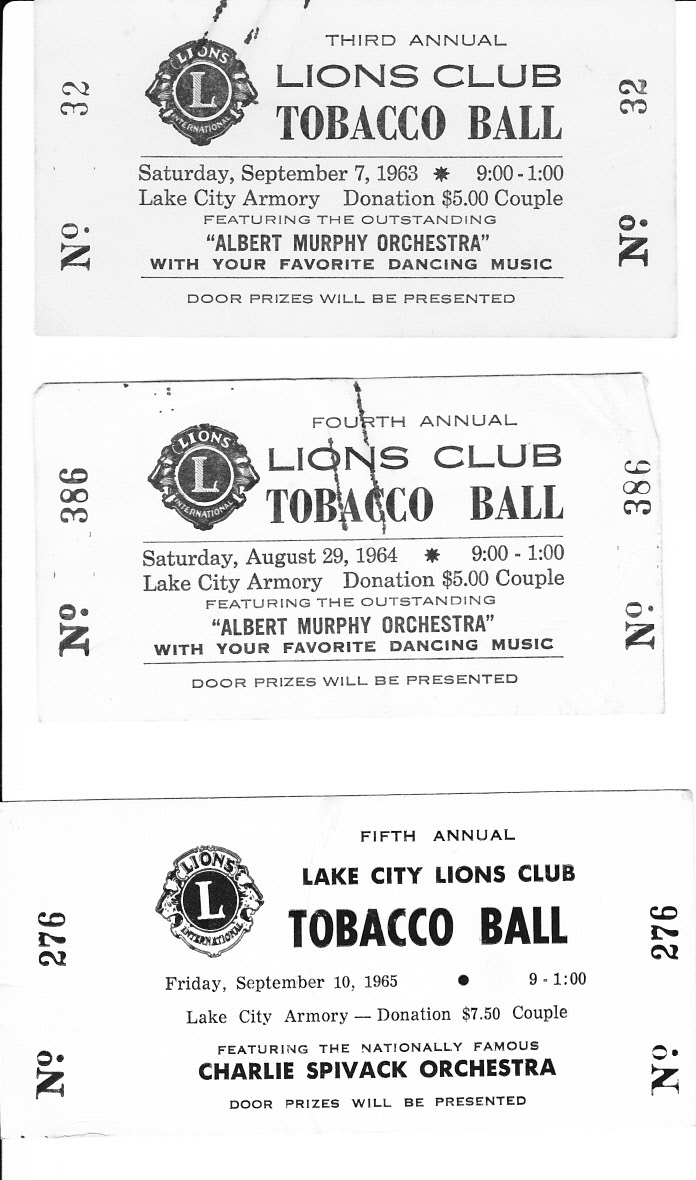 THIRD ANNUAL
LIONS CLUB
TOBACCO BALL
Saturday, September 7, 1963 * 9:00 - 1:00
Lake City Armory Donation $5.00 Couple
FEATURING THE OUTSTANDING
"ALBERT MURPHY ORCHESTRA"
WITH YOUR FAVORITE DANCING MUSIC
DOOR PRIZES WILL BE PRESENTED
Nº 32
Nº 32
LIONS
L
INTERNATIONAL
FOURTH ANNUAL
LIONS CLUB
TOBACCO BALL
Saturday, August 29, 1964 * 9:00 - 1:00
Lake City Armory Donation $5.00 Couple
FEATURING THE OUTSTANDING
"ALBERT MURPHY ORCHESTRA"
WITH YOUR FAVORITE DANCING MUSIC
DOOR PRIZES WILL BE PRESENTED
Nº 386
Nº 386
LIONS
L
INTERNATIONAL
FIFTH ANNUAL
LAKE CITY LIONS CLUB
TOBACCO BALL
Friday, September 10, 1965 • 9 - 1:00
Lake City Armory — Donation $7.50 Couple
FEATURING THE NATIONALLY FAMOUS
CHARLIE SPIVACK ORCHESTRA
DOOR PRIZES WILL BE PRESENTED
Nº 276
Nº 276
LIONS
L
INTERNATIONAL